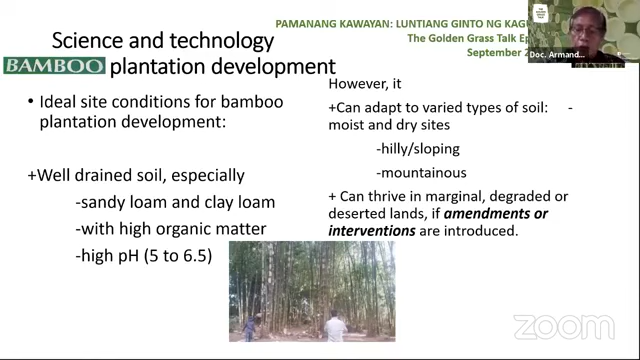 PAMANANG KAWAYAN: LUNTIANG GINTO NG
The Golden Grass Talk
September
Doc. Armand...
Science and technology
BAMBOO plantation development
• Ideal site conditions for bamboo
plantation development:
+Well drained soil, especially
-sandy loam and clay loam
-with high organic matter
-high pH (5 to 6.5)
However, it
+Can adapt to varied types of soil: -
moist and dry sites
-hilly/sloping
-mountainous
+ Can thrive in marginal, degraded or
deserted lands, if amendments or
interventions are introduced.
zoom